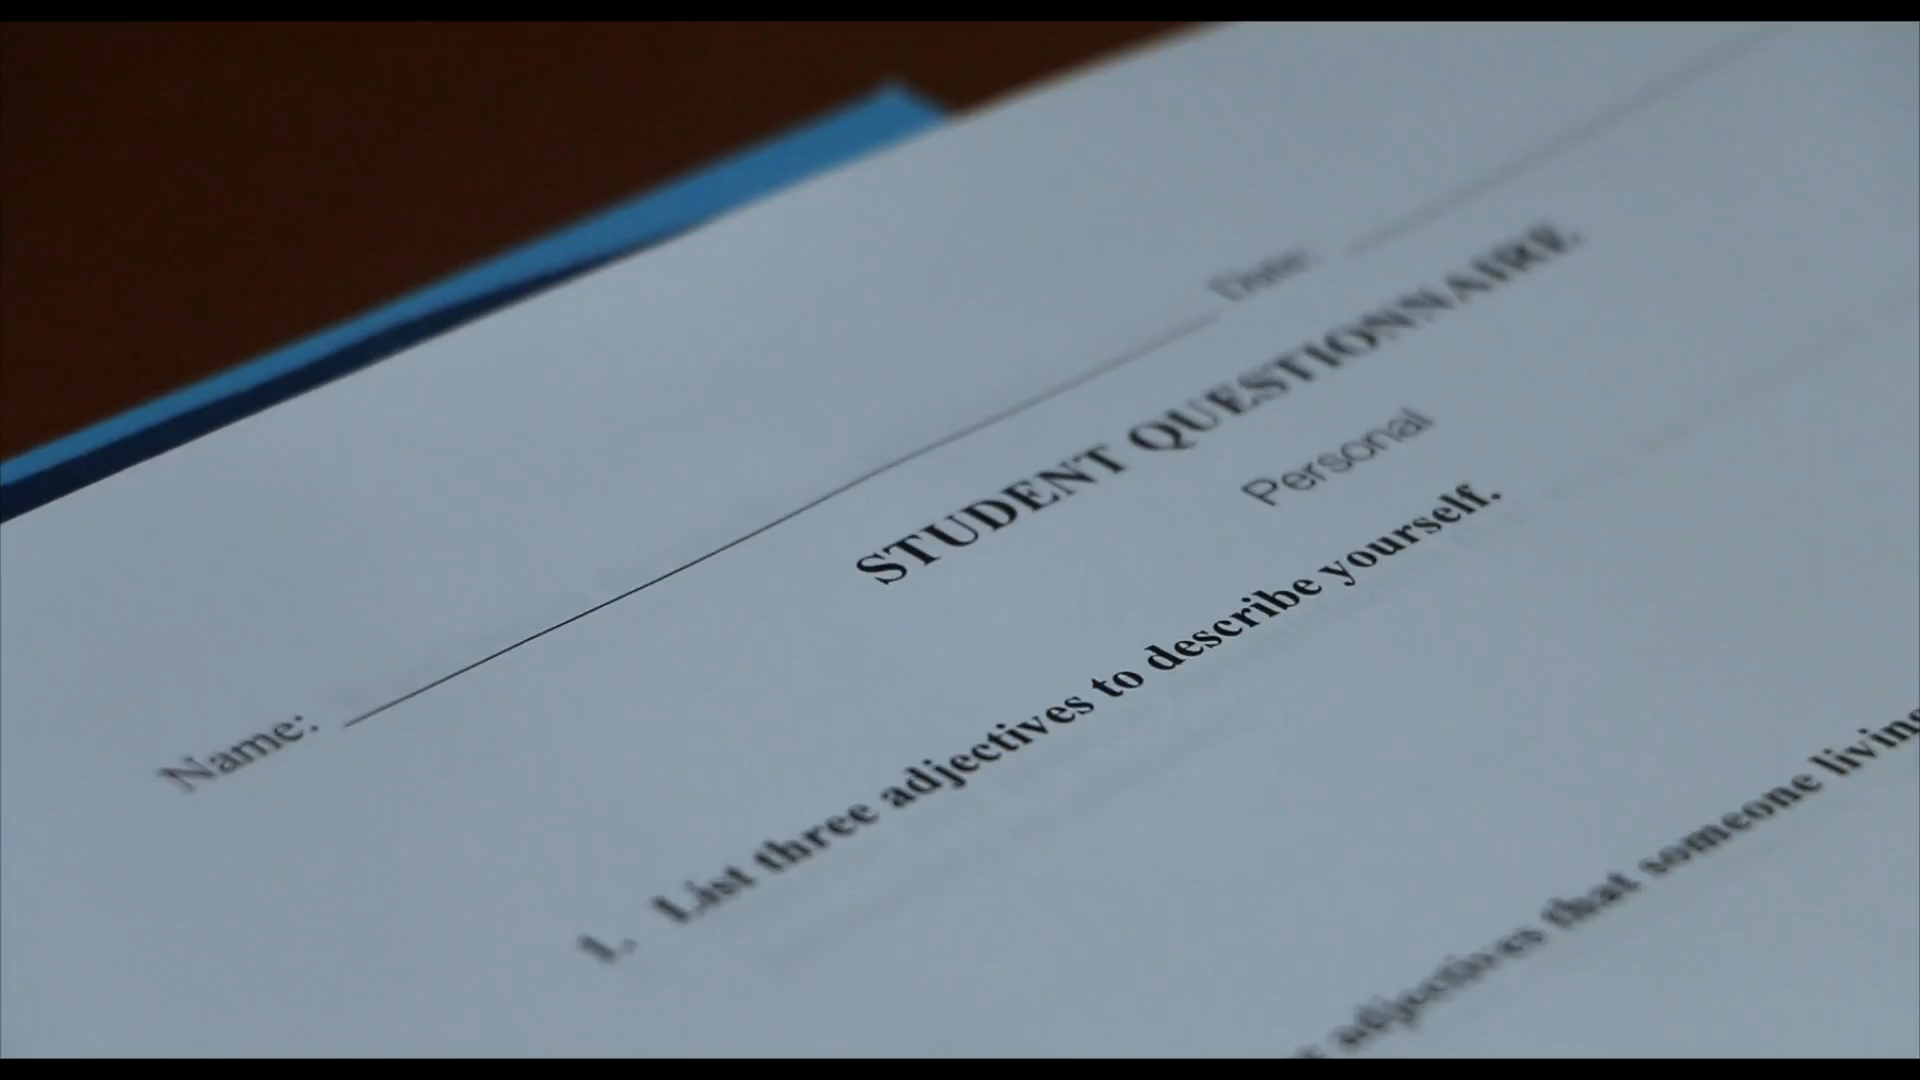 Name: Date:
STUDENT QUESTIONNAIRE
Personal
1. List three adjectives to describe yourself.
adjectives that someone living